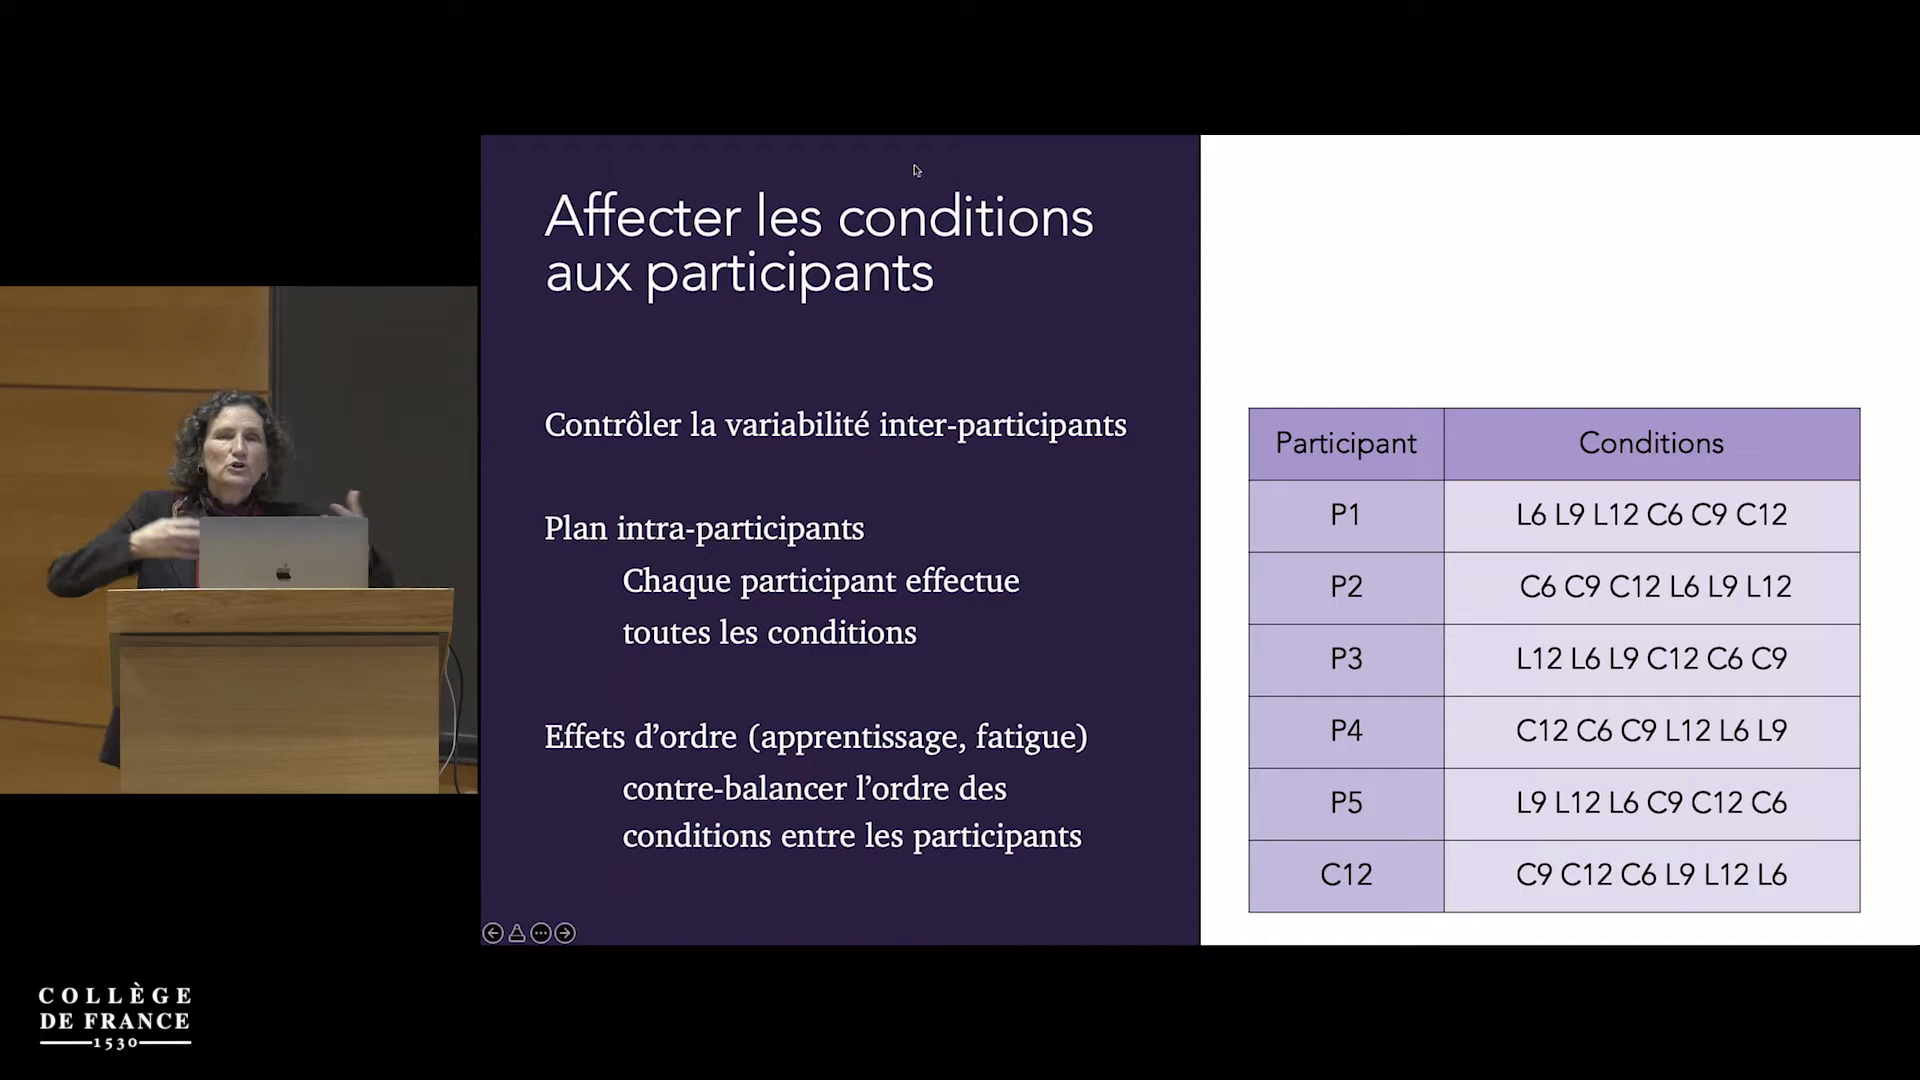 Affecter les conditions
aux participants
Contrôler la variabilité inter-participants
Plan intra-participants
Chaque participant effectue
toutes les conditions
Effets d’ordre (apprentissage, fatigue)
contre-balancer l’ordre des
conditions entre les participants
Participant Conditions
P1 L6 L9 L12 C6 C9 C12
P2 C6 C9 C12 L6 L9 L12
P3 L12 L6 L9 C12 C6 C9
P4 C12 C6 C9 L12 L6 L9
P5 L9 L12 L6 C9 C12 C6
C12 C9 C12 C6 L9 L12 L6
COLLÈGE
DE FRANCE
1530